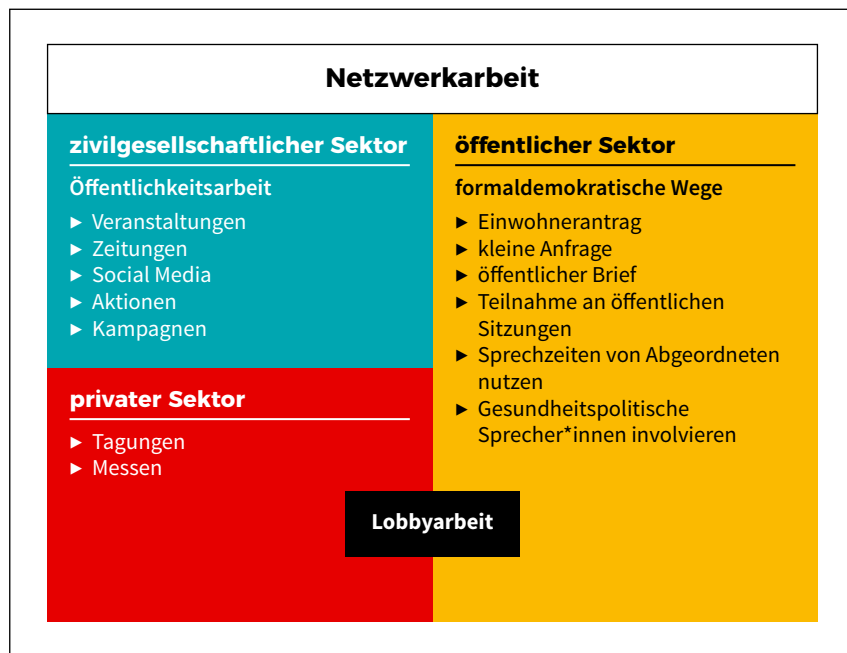 Netzwerkarbeit
zivilgesellschaftlicher Sektor
Öffentlichkeitsarbeit
► Veranstaltungen
► Zeitungen
► Social Media
► Aktionen
► Kampagnen
privater Sektor
► Tagungen
► Messen
öffentlicher Sektor
formaldemokratische Wege
► Einwohnerantrag
► kleine Anfrage
► öffentlicher Brief
► Teilnahme an öffentlichen
Sitzungen
► Sprechzeiten von Abgeordneten
nutzen
► Gesundheitspolitische
Sprecher*innen involvieren
Lobbyarbeit